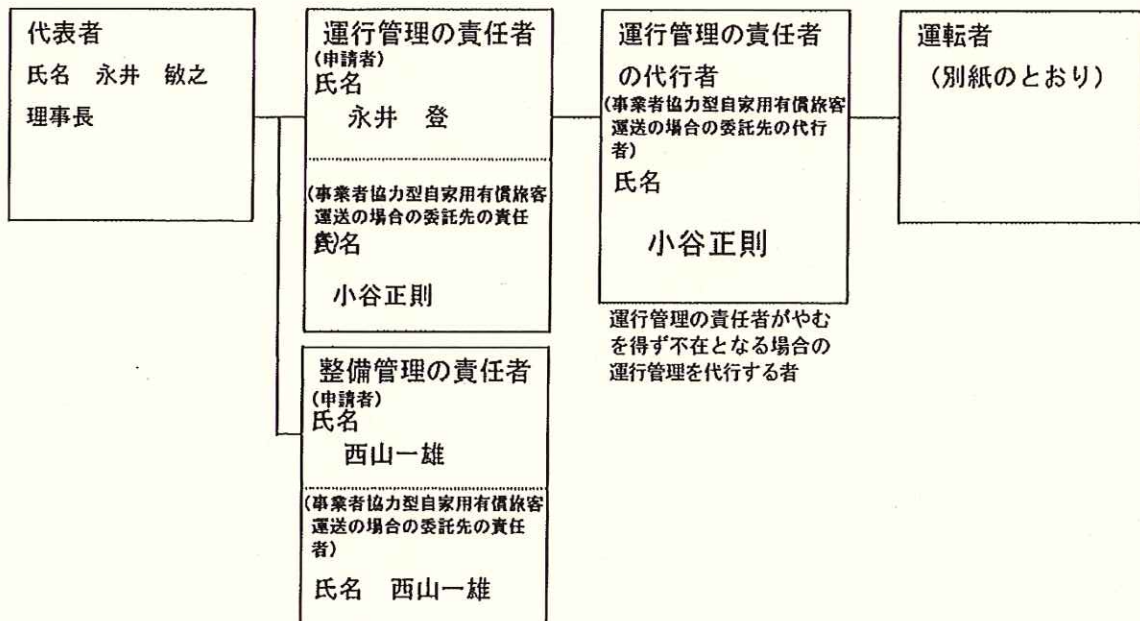 代表者
氏名　永井　敏之
理事長
運行管理の責任者
(申請者)
氏名
永井　登
(事業者協力型自家用有償旅客
運送の場合の委託先の責任
者)
氏名
小谷正則
運行管理の責任者
の代行者
(事業者協力型自家用有償旅客
運送の場合の委託先の代行
者)
氏名
小谷正則
運行管理の責任者がやむ
を得ず不在となる場合の
運行管理を代行する者
運転者
（別紙のとおり）
整備管理の責任者
(申請者)
氏名
西山一雄
(事業者協力型自家用有償旅客
運送の場合の委託先の責任
者)
氏名　西山一雄